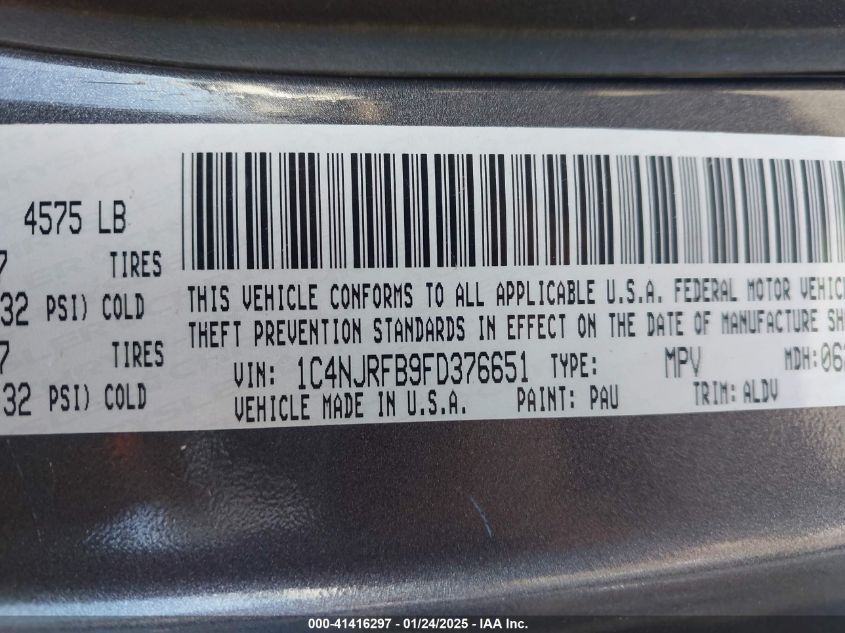 4575 LB
7 TIRES
32 PSI) COLD
7 TIRES
32 PSI) COLD
THIS VEHICLE CONFORMS TO ALL APPLICABLE U.S.A. FEDERAL MOTOR VEHIC
THEFT PREVENTION STANDARDS IN EFFECT ON THE DATE OF MANUFACTURE SH
VIN: 1C4NJRFB9FD376651 TYPE: MPV MDH:06
VEHICLE MADE IN U.S.A. PAINT: PAU TRIM: ALDV
000-41416297 - 01/24/2025 - IAA Inc.